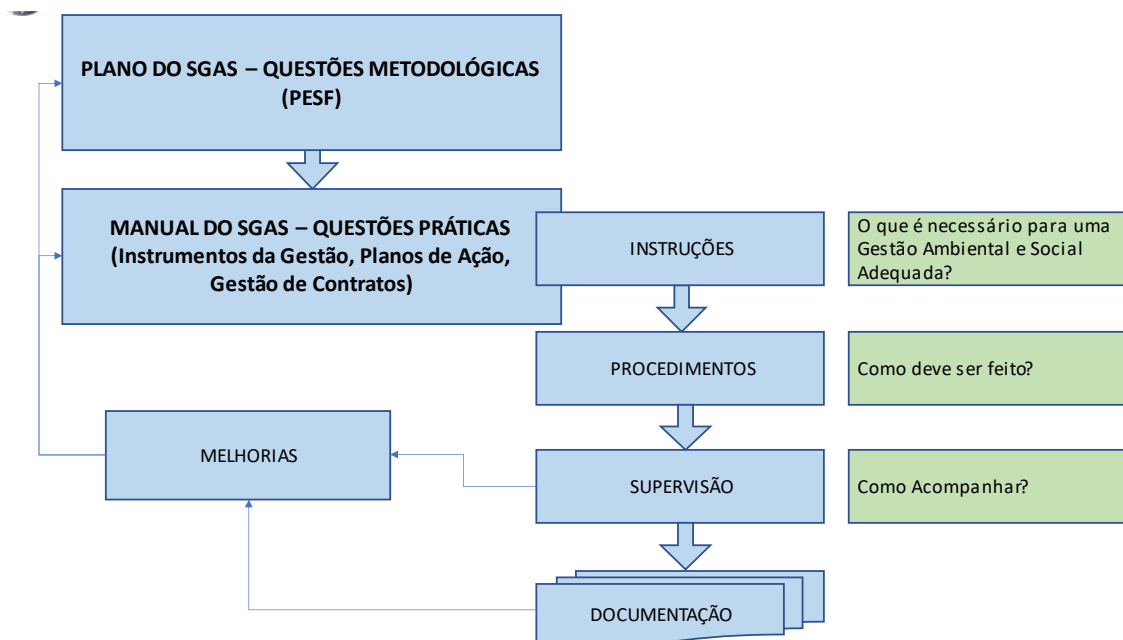 PLANO DO SGAS – QUESTÕES METODOLÓGICAS
(PESF)
MANUAL DO SGAS – QUESTÕES PRÁTICAS
(Instrumentos da Gestão, Planos de Ação,
Gestão de Contratos)
INSTRUÇÕES
O que é necessário para uma
Gestão Ambiental e Social
Adequada?
PROCEDIMENTOS
Como deve ser feito?
MELHORIAS
SUPERVISÃO
Como Acompanhar?
DOCUMENTAÇÃO